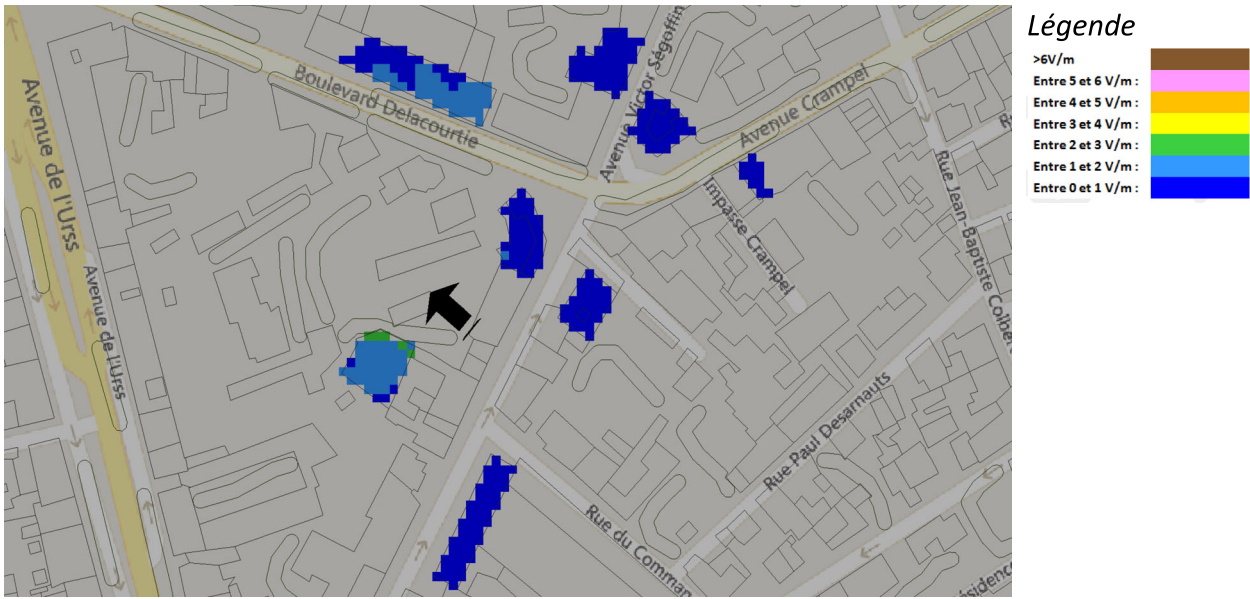 Légende
>6V/m
Entre 5 et 6 V/m :
Entre 4 et 5 V/m :
Entre 3 et 4 V/m :
Entre 2 et 3 V/m :
Entre 1 et 2 V/m :
Entre 0 et 1 V/m :
Boulevard Delacourtie
Avenue Victor Ségoffin
Avenue Crampel
Avenue de l'Urss
Avenue de l'Urss
Impasse Crampel
Rue Jean-Baptiste Colber
Rue Paul Desarnauts
Rue du Comman
ésidence